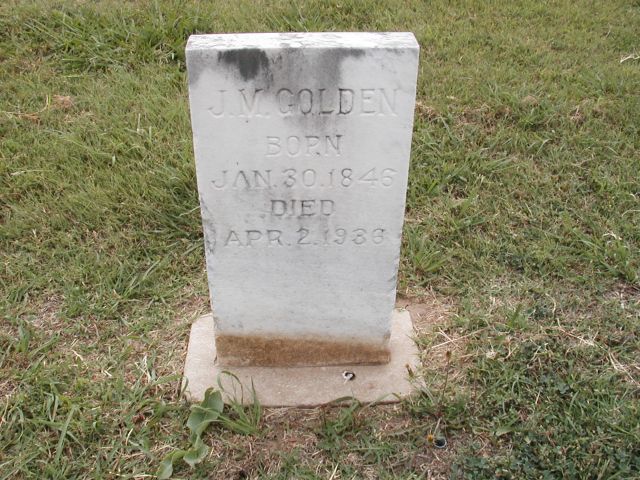 J.M. GOLDEN
BORN
JAN. 30. 1846
DIED
APR. 2. 1936